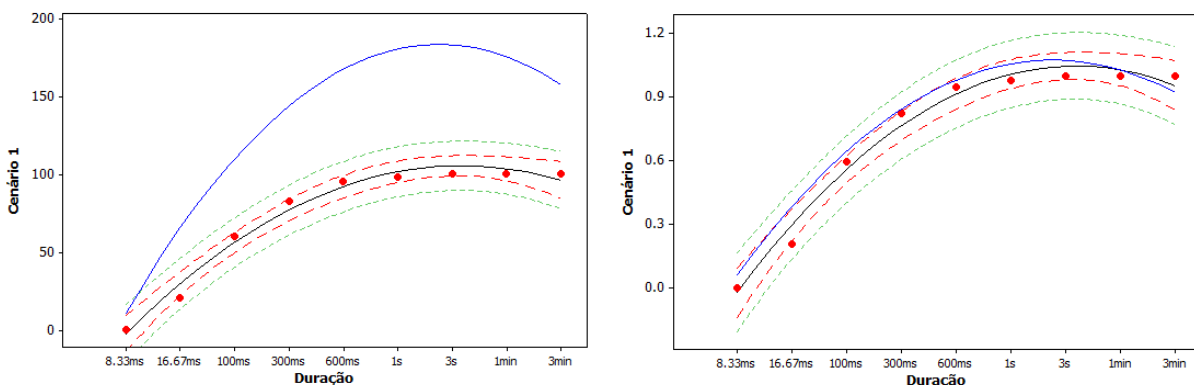 200
150
100
50
0
Cenário 1
8.33ms 16.67ms 100ms 300ms 600ms 1s 3s 1min 3min
Duração
1.2
0.9
0.6
0.3
0.0
Cenário 1
8.33ms 16.67ms 100ms 300ms 600ms 1s 3s 1min 3min
Duração